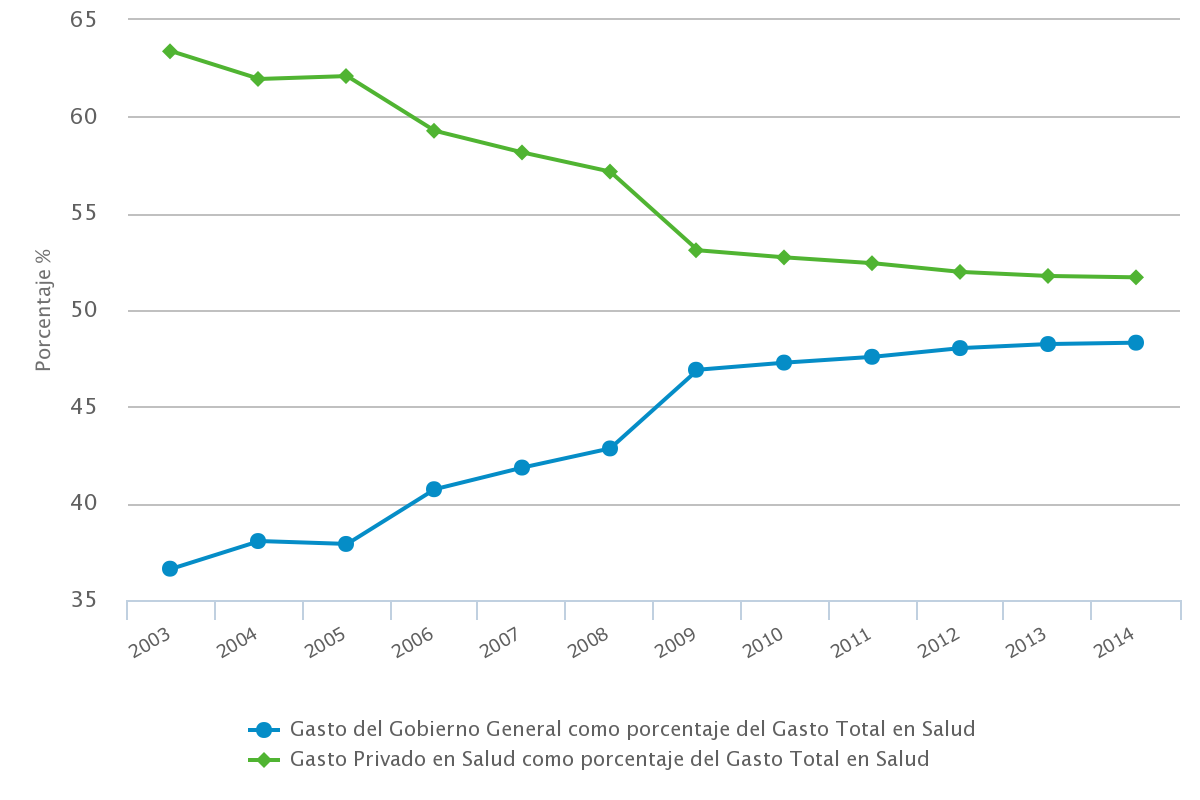 65
60
55
50
45
40
35
Porcentaje %
2003 2004 2005 2006 2007 2008 2009 2010 2011 2012 2013 2014
Gasto del Gobierno General como porcentaje del Gasto Total en Salud
Gasto Privado en Salud como porcentaje del Gasto Total en Salud